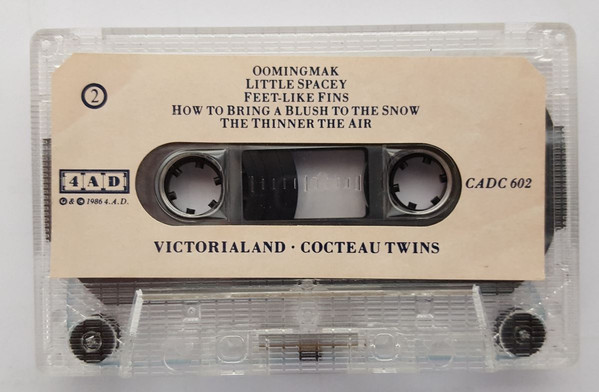 2
OOMINGMAK
LITTLE SPACEY
FEET-LIKE FINS
HOW TO BRING A BLUSH TO THE SNOW
THE THINNER THE AIR
4AD
Ⓟ & © 1986 4.A.D.
CADC 602
VICTORIALAND · COCTEAU TWINS